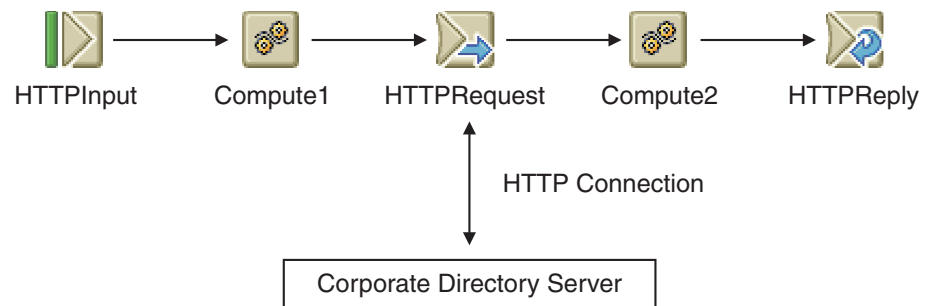 HTTPInput
Compute1
HTTPRequest
Compute2
HTTPReply
HTTP Connection
Corporate Directory Server